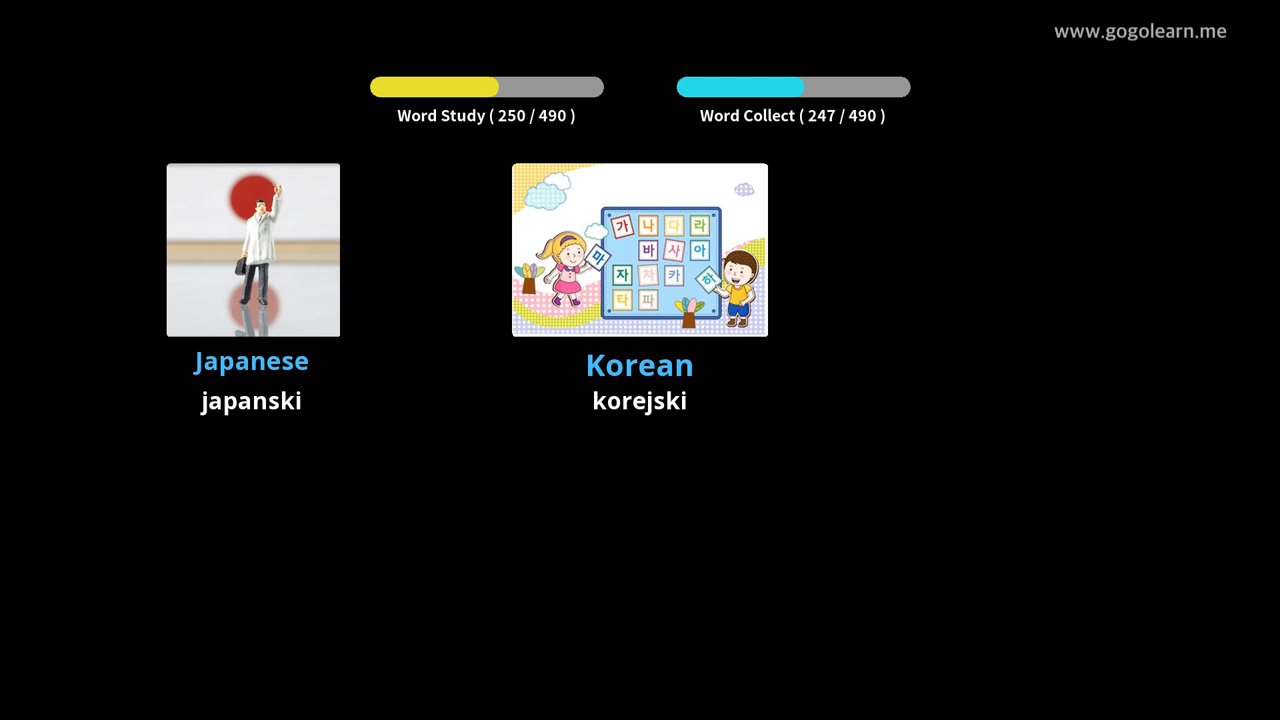 www.gogolearn.me
Word Study ( 250 / 490 )
Word Collect ( 247 / 490 )
가 나 다 라
마 바 사 아
자 차 카 하
타 파
Japanese
Korean
japanski
korejski